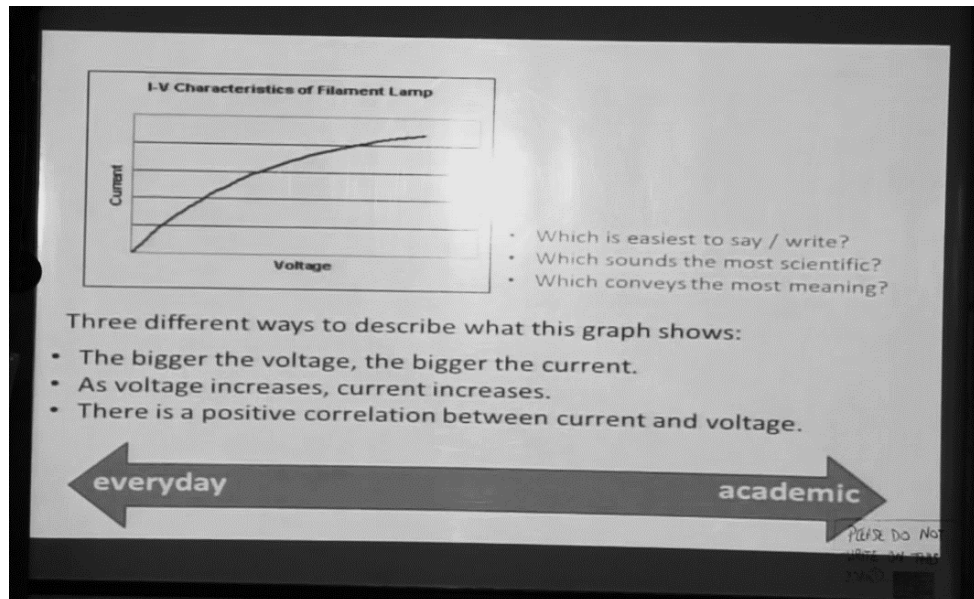 I-V Characteristics of Filament Lamp
Current
Voltage
• Which is easiest to say / write?
• Which sounds the most scientific?
• Which conveys the most meaning?
Three different ways to describe what this graph shows:
• The bigger the voltage, the bigger the current.
• As voltage increases, current increases.
• There is a positive correlation between current and voltage.
everyday
academic
PLEASE DO NOT
WRITE ON THIS